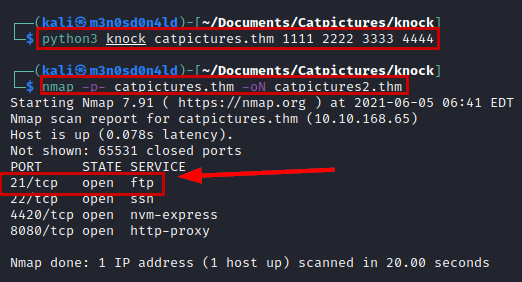 (kali㉿m3n0sd0n4ld)-[~/Documents/Catpictures/knock]
$ python3 knock catpictures.thm 1111 2222 3333 4444
(kali㉿m3n0sd0n4ld)-[~/Documents/Catpictures/knock]
$ nmap -p- catpictures.thm -oN catpictures2.thm
Starting Nmap 7.91 ( https://nmap.org ) at 2021-06-05 06:41 EDT
Nmap scan report for catpictures.thm (10.10.168.65)
Host is up (0.078s latency).
Not shown: 65531 closed ports
PORT STATE SERVICE
21/tcp open ftp
22/tcp open ssh
4420/tcp open nvm-express
8080/tcp open http-proxy
Nmap done: 1 IP address (1 host up) scanned in 20.00 seconds